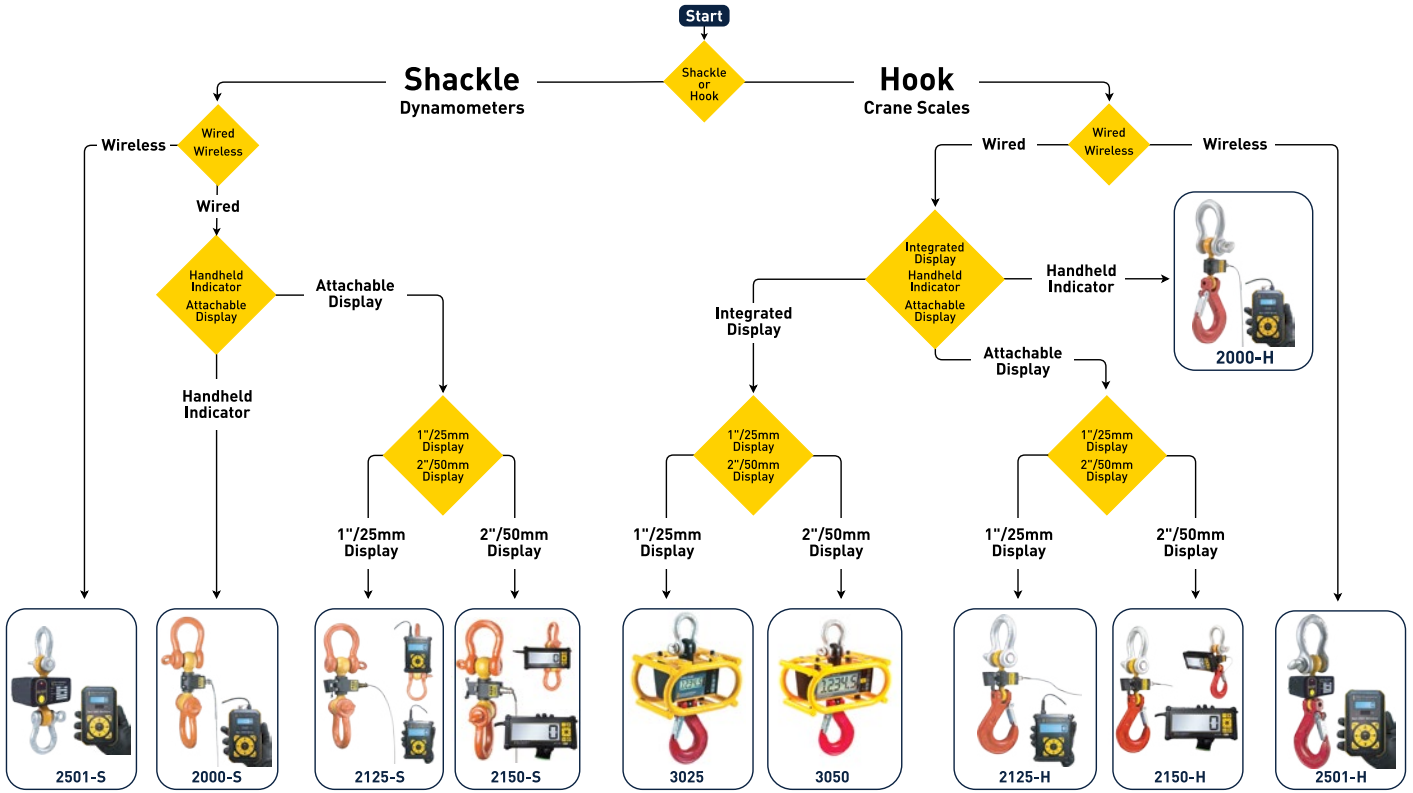 Start
Shackle
or
Hook
Shackle
Dynamometers
Hook
Crane Scales
Wired
Wireless
Wireless
Wired
Handheld
Indicator
Attachable
Display
Attachable
Display
Handheld
Indicator
1"/25mm
Display
2"/50mm
Display
1"/25mm
Display
2"/50mm
Display
Wired
Wireless
Wired
Wireless
Integrated
Display
Handheld
Indicator
Attachable
Display
Handheld
Indicator
2000-H
Integrated
Display
Attachable
Display
1"/25mm
Display
2"/50mm
Display
1"/25mm
Display
2"/50mm
Display
1"/25mm
Display
2"/50mm
Display
1"/25mm
Display
2"/50mm
Display
2501-S
2000-S
2125-S
0
0
2150-S
3025
12345
3050
2125-H
0
2150-H
2501-H